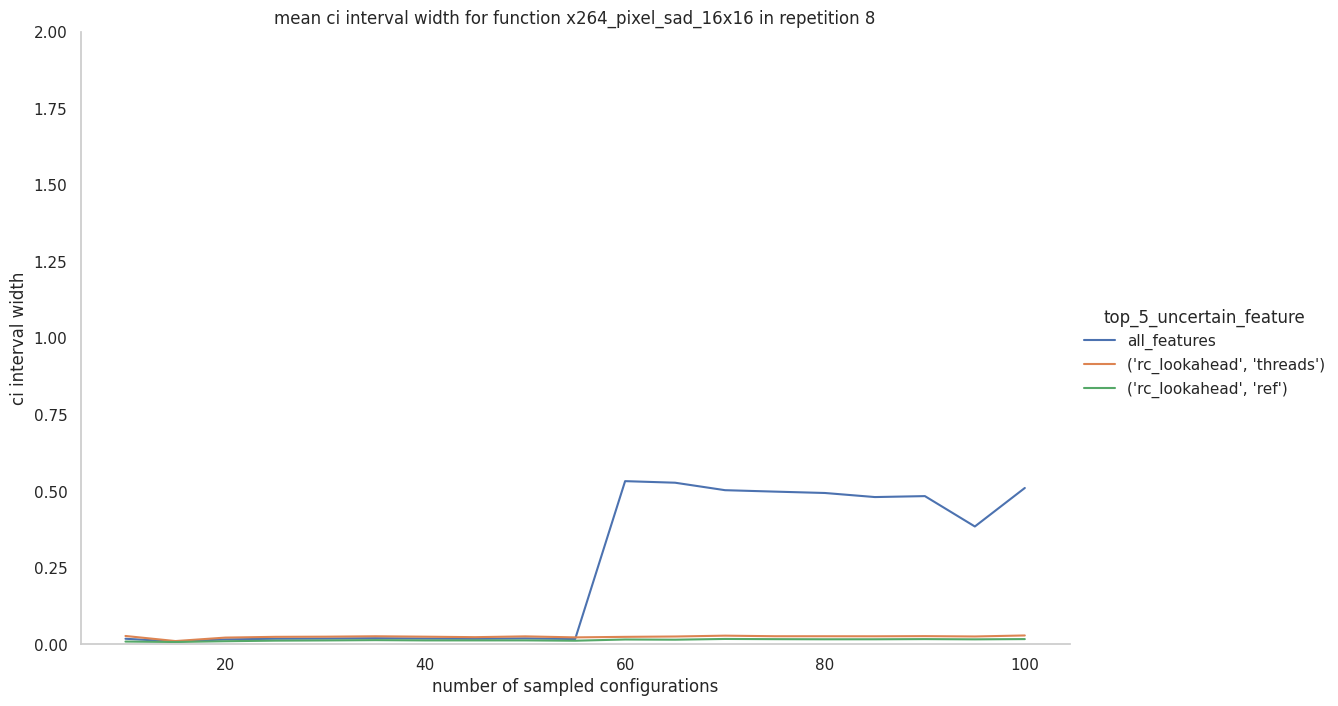 mean ci interval width for function x264_pixel_sad_16x16 in repetition 8
2.00
1.75
1.50
1.25
1.00
0.75
0.50
0.25
0.00
ci interval width
20
40
60
80
100
number of sampled configurations
top_5_uncertain_feature
all_features
('rc_lookahead', 'threads')
('rc_lookahead', 'ref')